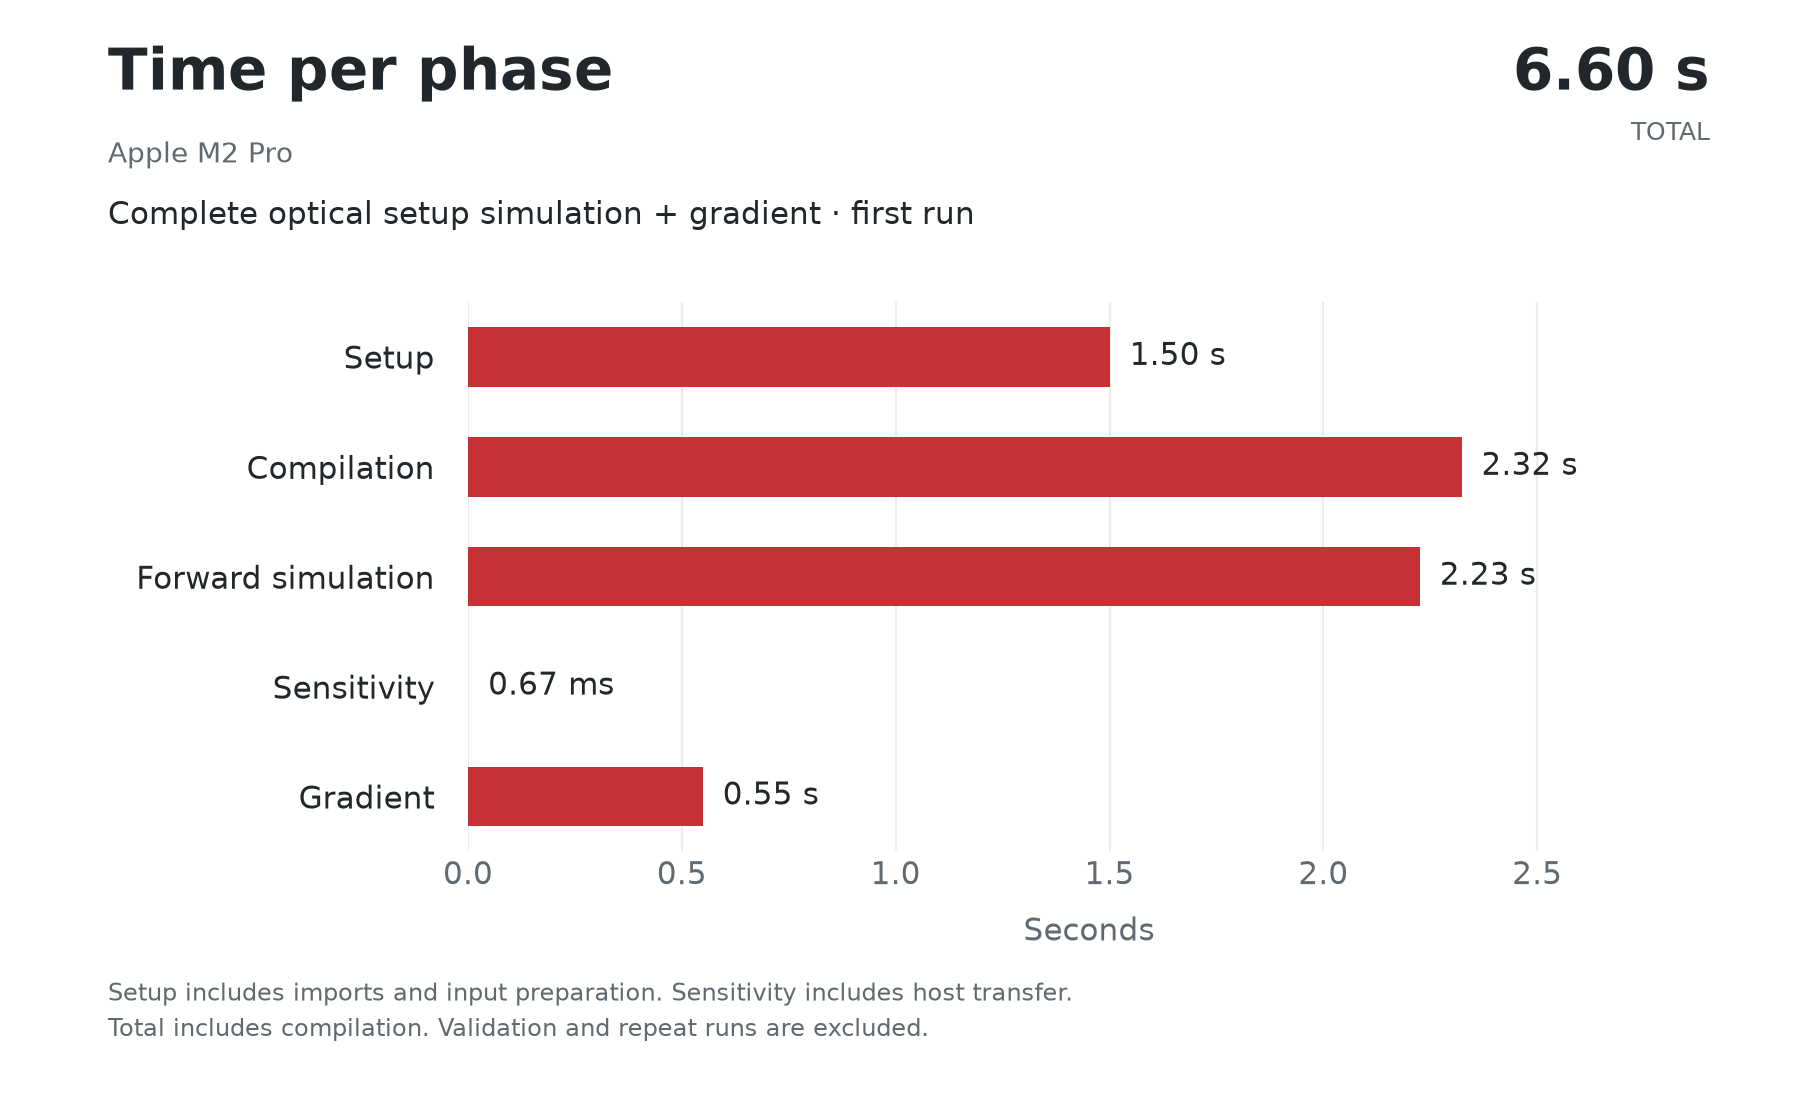 Time per phase
6.60 s
TOTAL
Apple M2 Pro
Complete optical setup simulation + gradient · first run
Setup
1.50 s
Compilation
2.32 s
Forward simulation
2.23 s
Sensitivity
0.67 ms
Gradient
0.55 s
0.0 0.5 1.0 1.5 2.0 2.5
Seconds
Setup includes imports and input preparation. Sensitivity includes host transfer.
Total includes compilation. Validation and repeat runs are excluded.